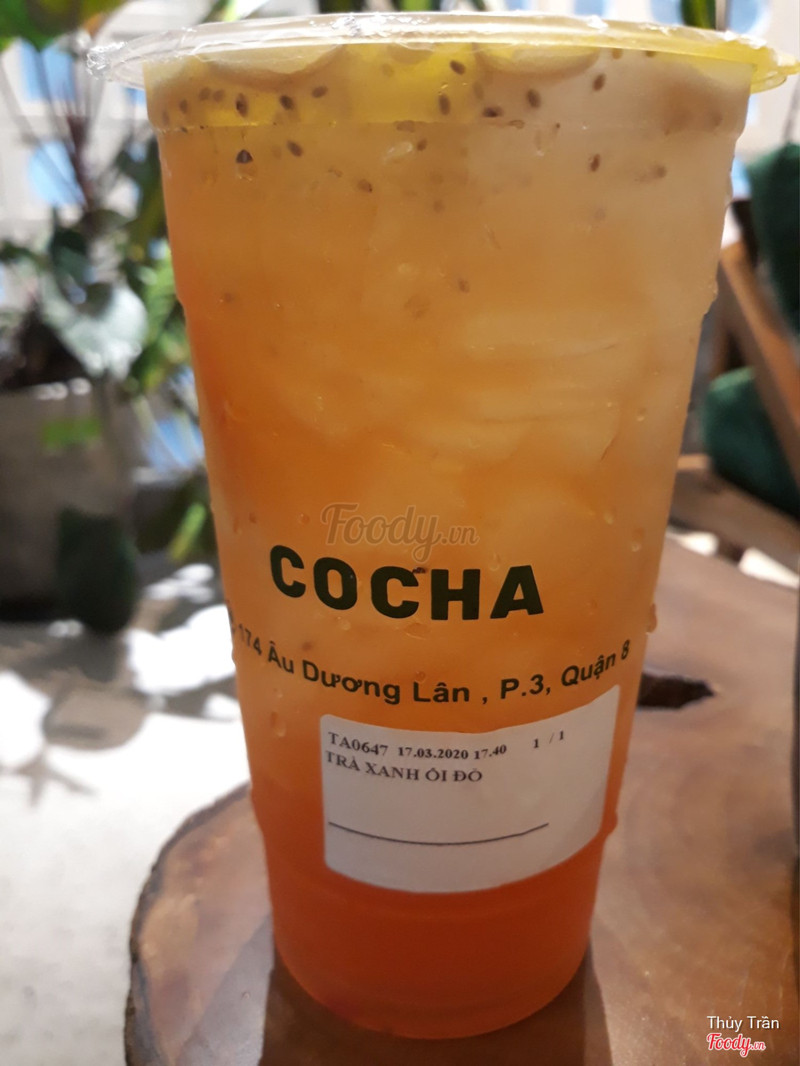 Foody.vn
COCHA
174 Âu Dương Lân , P.3, Quận 8
TA0647 17.03.2020 17.40 1 / 1
TRÀ XANH ỔI ĐỎ
Thủy Trần
Foody.vn